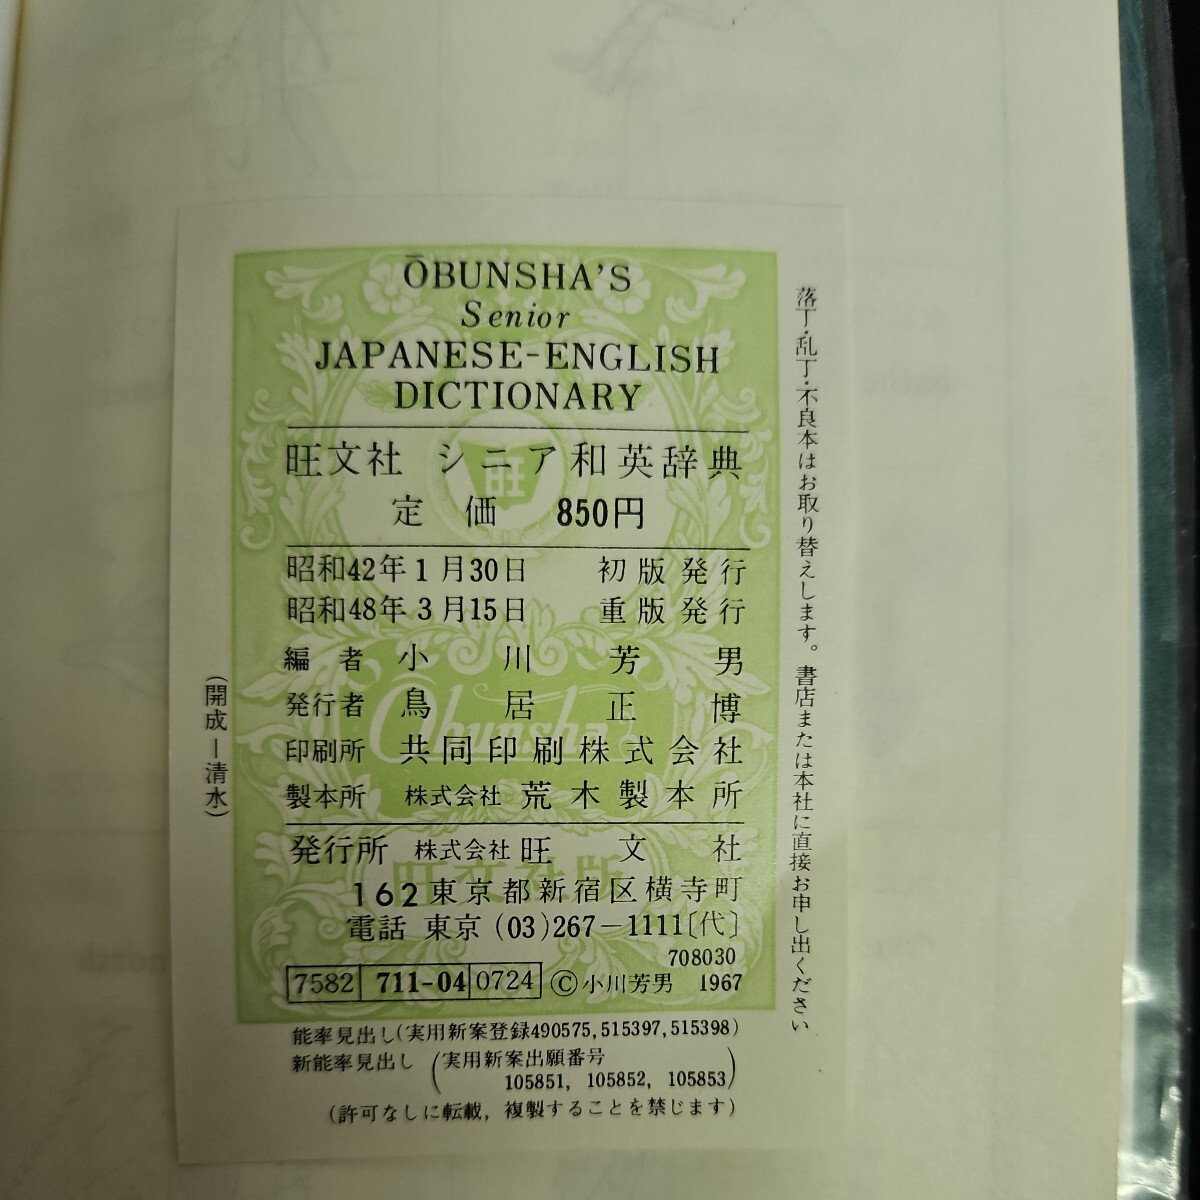 ŌBUNSHA'S
Senior
JAPANESE-ENGLISH
DICTIONARY
旺文社 シニア和英辞典
定価 850円
昭和42年1月30日 初版発行
昭和48年3月15日 重版発行
編者 小川芳男
発行者 鳥居正博
印刷所 共同印刷株式会社
製本所 株式会社 荒木製本所
発行所 株式会社 旺文社
162 東京都新宿区横寺町
電話 東京 (03)267-1111〔代〕
708030
7582 711-04 0724 ©小川芳男 1967
能率見出し(実用新案登録490575,515397,515398)
新能率見出し (実用新案出願番号
105851, 105852, 105853)
(許可なしに転載, 複製することを禁じます)
落丁・乱丁・不良本はお取り替えします。書店または本社に直接お申し出ください
(開成―清水)
旺
Obunsha
旺文社版